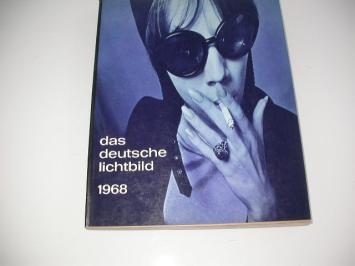 das
deutsche
lichtbild
1968